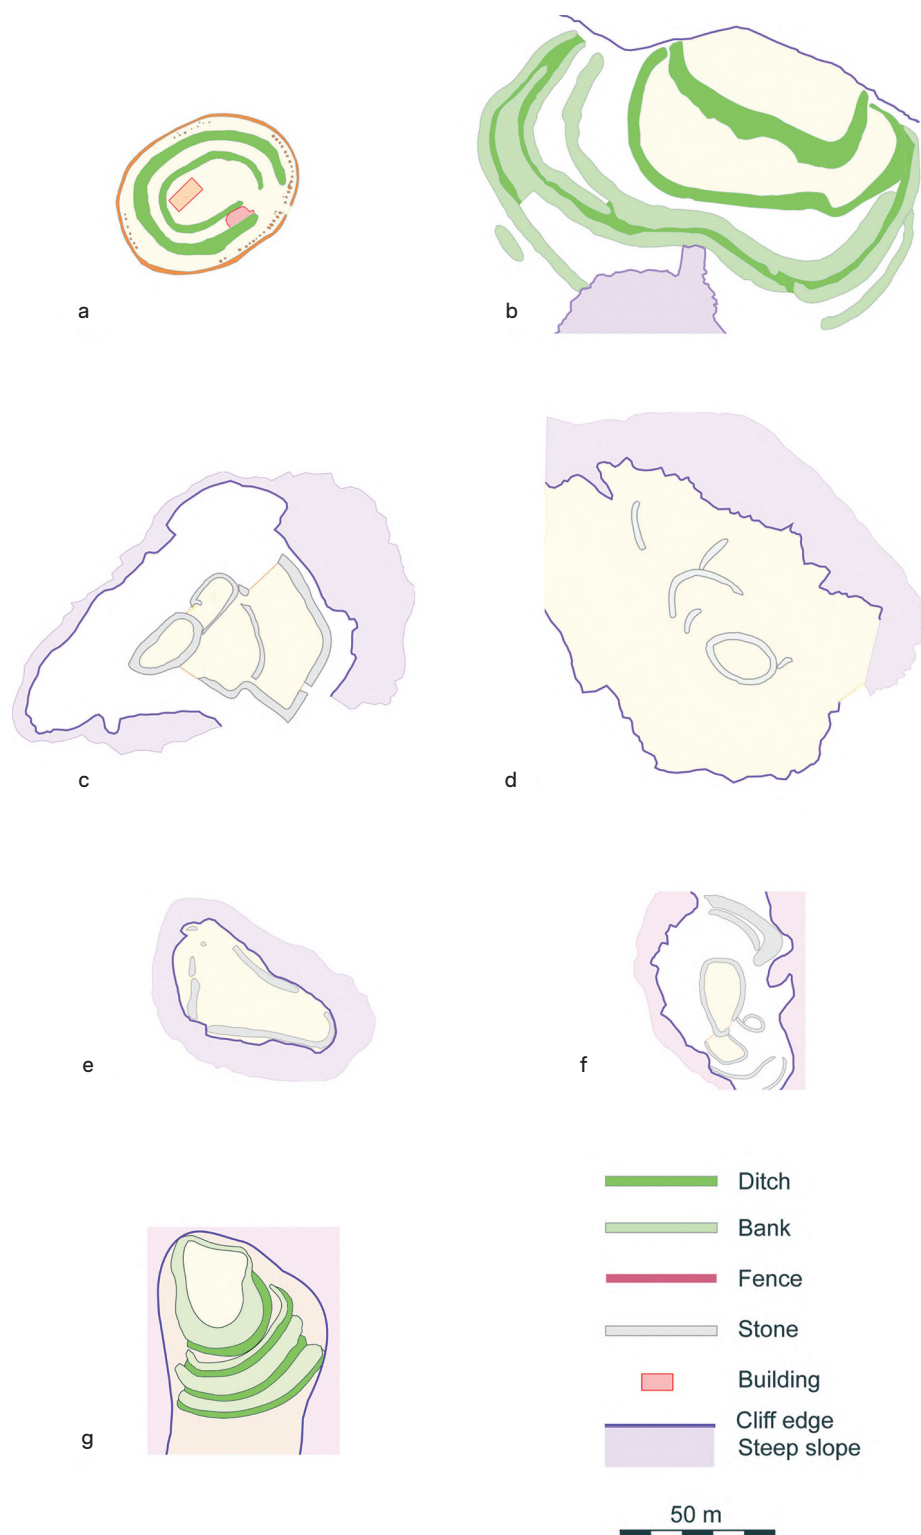 a
b
c
d
e
f
Ditch
Bank
Fence
Stone
Building
Cliff edge
Steep slope
g
50 m